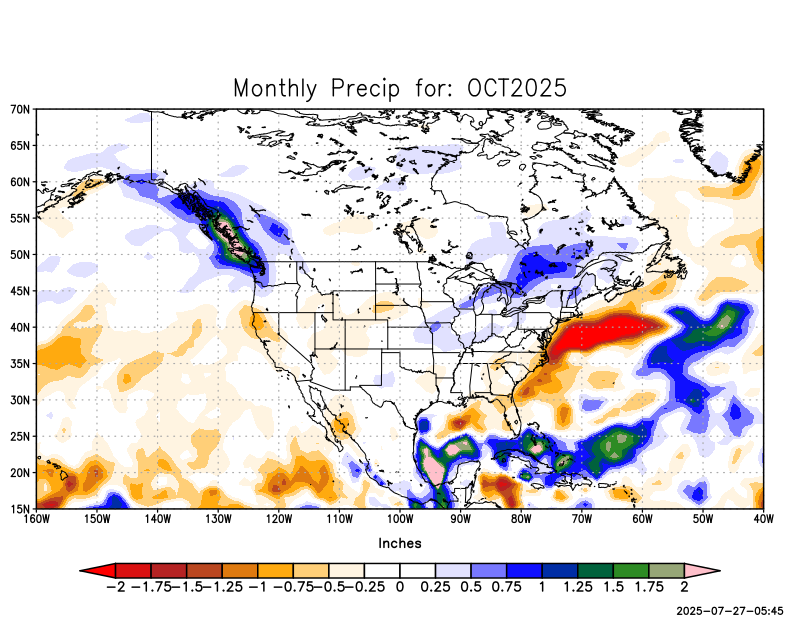 Monthly Precip for: OCT2025
70N
65N
60N
55N
50N
45N
40N
35N
30N
25N
20N
15N
160W 150W 140W 130W 120W 110W 100W 90W 80W 70W 60W 50W 40W
Inches
-2 -1.75 -1.5 -1.25 -1 -0.75 -0.5 -0.25 0 0.25 0.5 0.75 1 1.25 1.5 1.75 2
2025-07-27-05:45